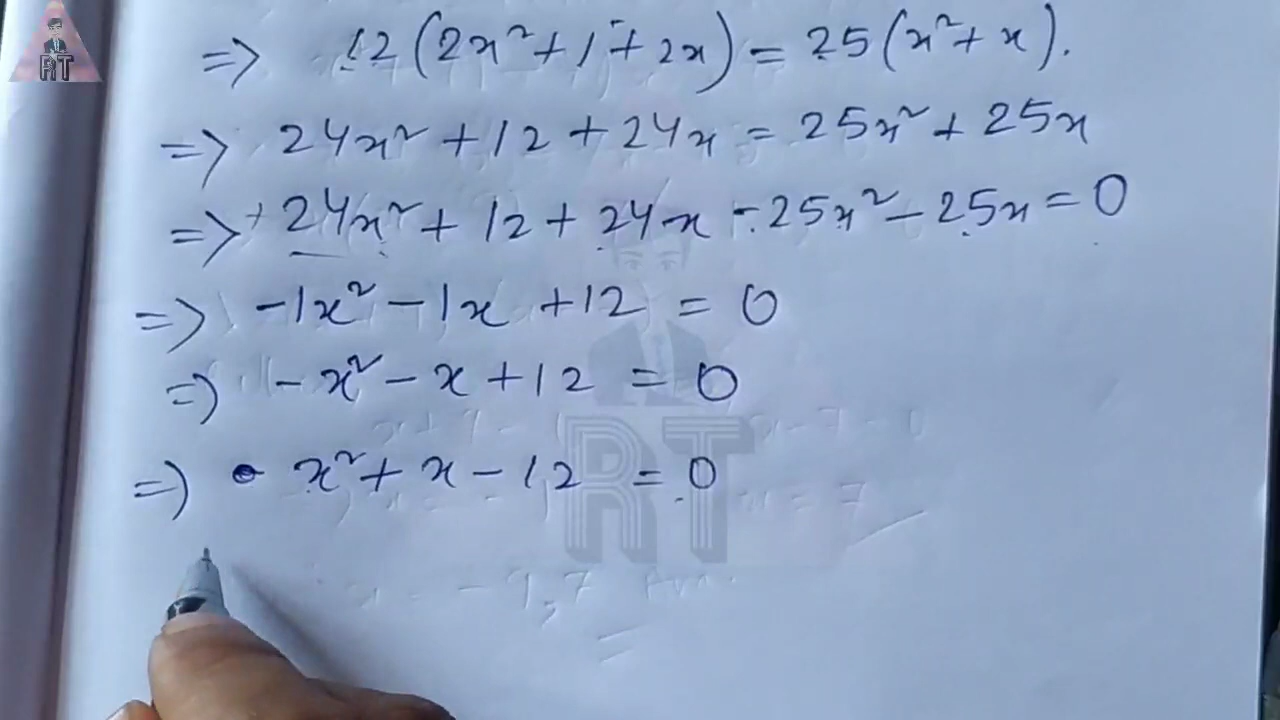 RT
=> 12(2x²+1+2x) = 25(x²+x).
=> 24x²+12+24x = 25x²+25x
=> +24x²+12+24x-25x²-25x=0
=> -1x²-1x+12 = 0
=> -x²-x+12 = 0
=> x²+x-12 = 0
RT